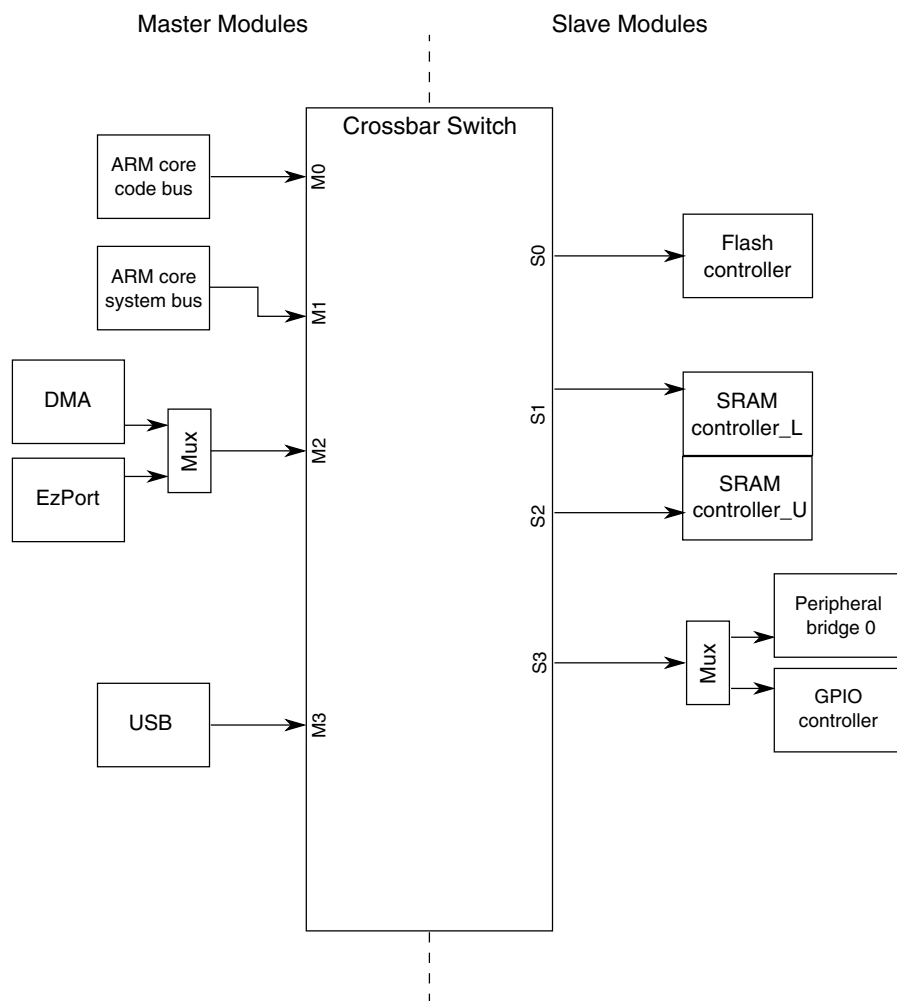 Master Modules
Slave Modules
Crossbar Switch
ARM core
code bus
M0
ARM core
system bus
M1
DMA
EzPort
Mux
M2
USB
M3
S0
Flash
controller
S1
SRAM
controller_L
S2
SRAM
controller_U
S3
Mux
Peripheral
bridge 0
GPIO
controller